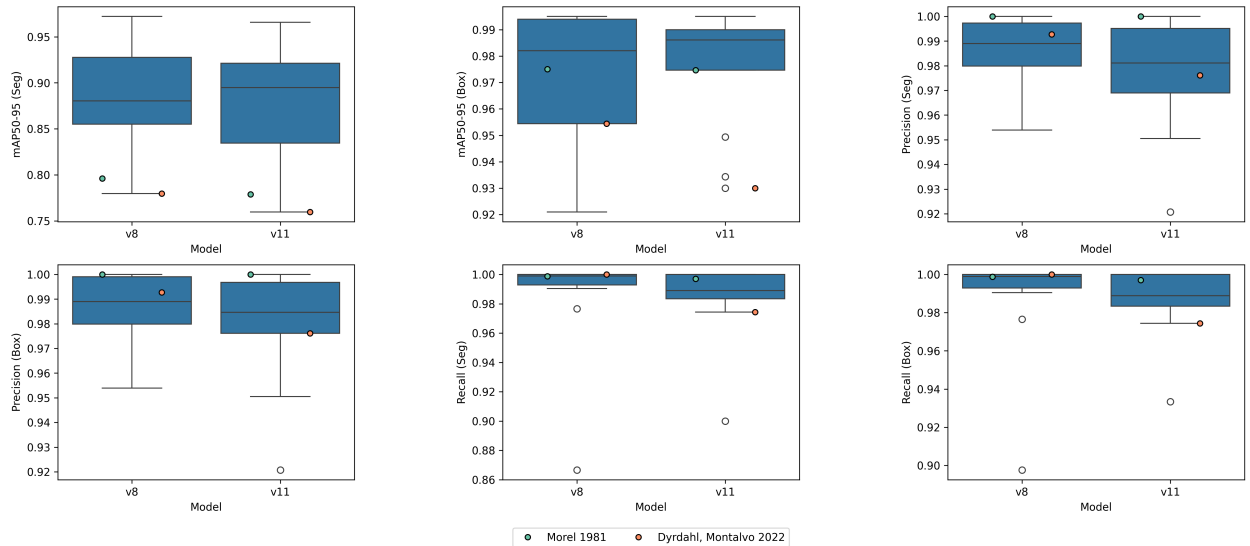 mAP50-95 (Seg)
0.95
0.90
0.85
0.80
0.75
v8
v11
Model
mAP50-95 (Box)
0.99
0.98
0.97
0.96
0.95
0.94
0.93
0.92
v8
v11
Model
Precision (Seg)
1.00
0.99
0.98
0.97
0.96
0.95
0.94
0.93
0.92
v8
v11
Model
Precision (Box)
1.00
0.99
0.98
0.97
0.96
0.95
0.94
0.93
0.92
v8
v11
Model
Recall (Seg)
1.00
0.98
0.96
0.94
0.92
0.90
0.88
0.86
v8
v11
Model
Recall (Box)
1.00
0.98
0.96
0.94
0.92
0.90
v8
v11
Model
Morel 1981
Dyrdahl, Montalvo 2022